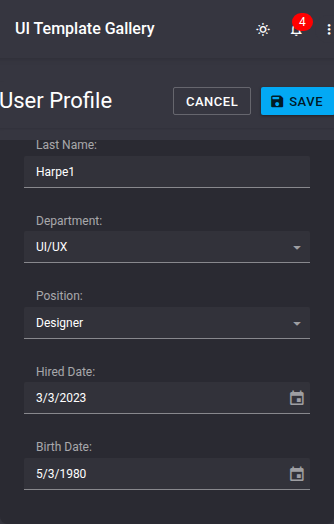 UI Template Gallery
4
User Profile
CANCEL
SAVE
Last Name:
Harpe1
Department:
UI/UX
Position:
Designer
Hired Date:
3/3/2023
Birth Date:
5/3/1980